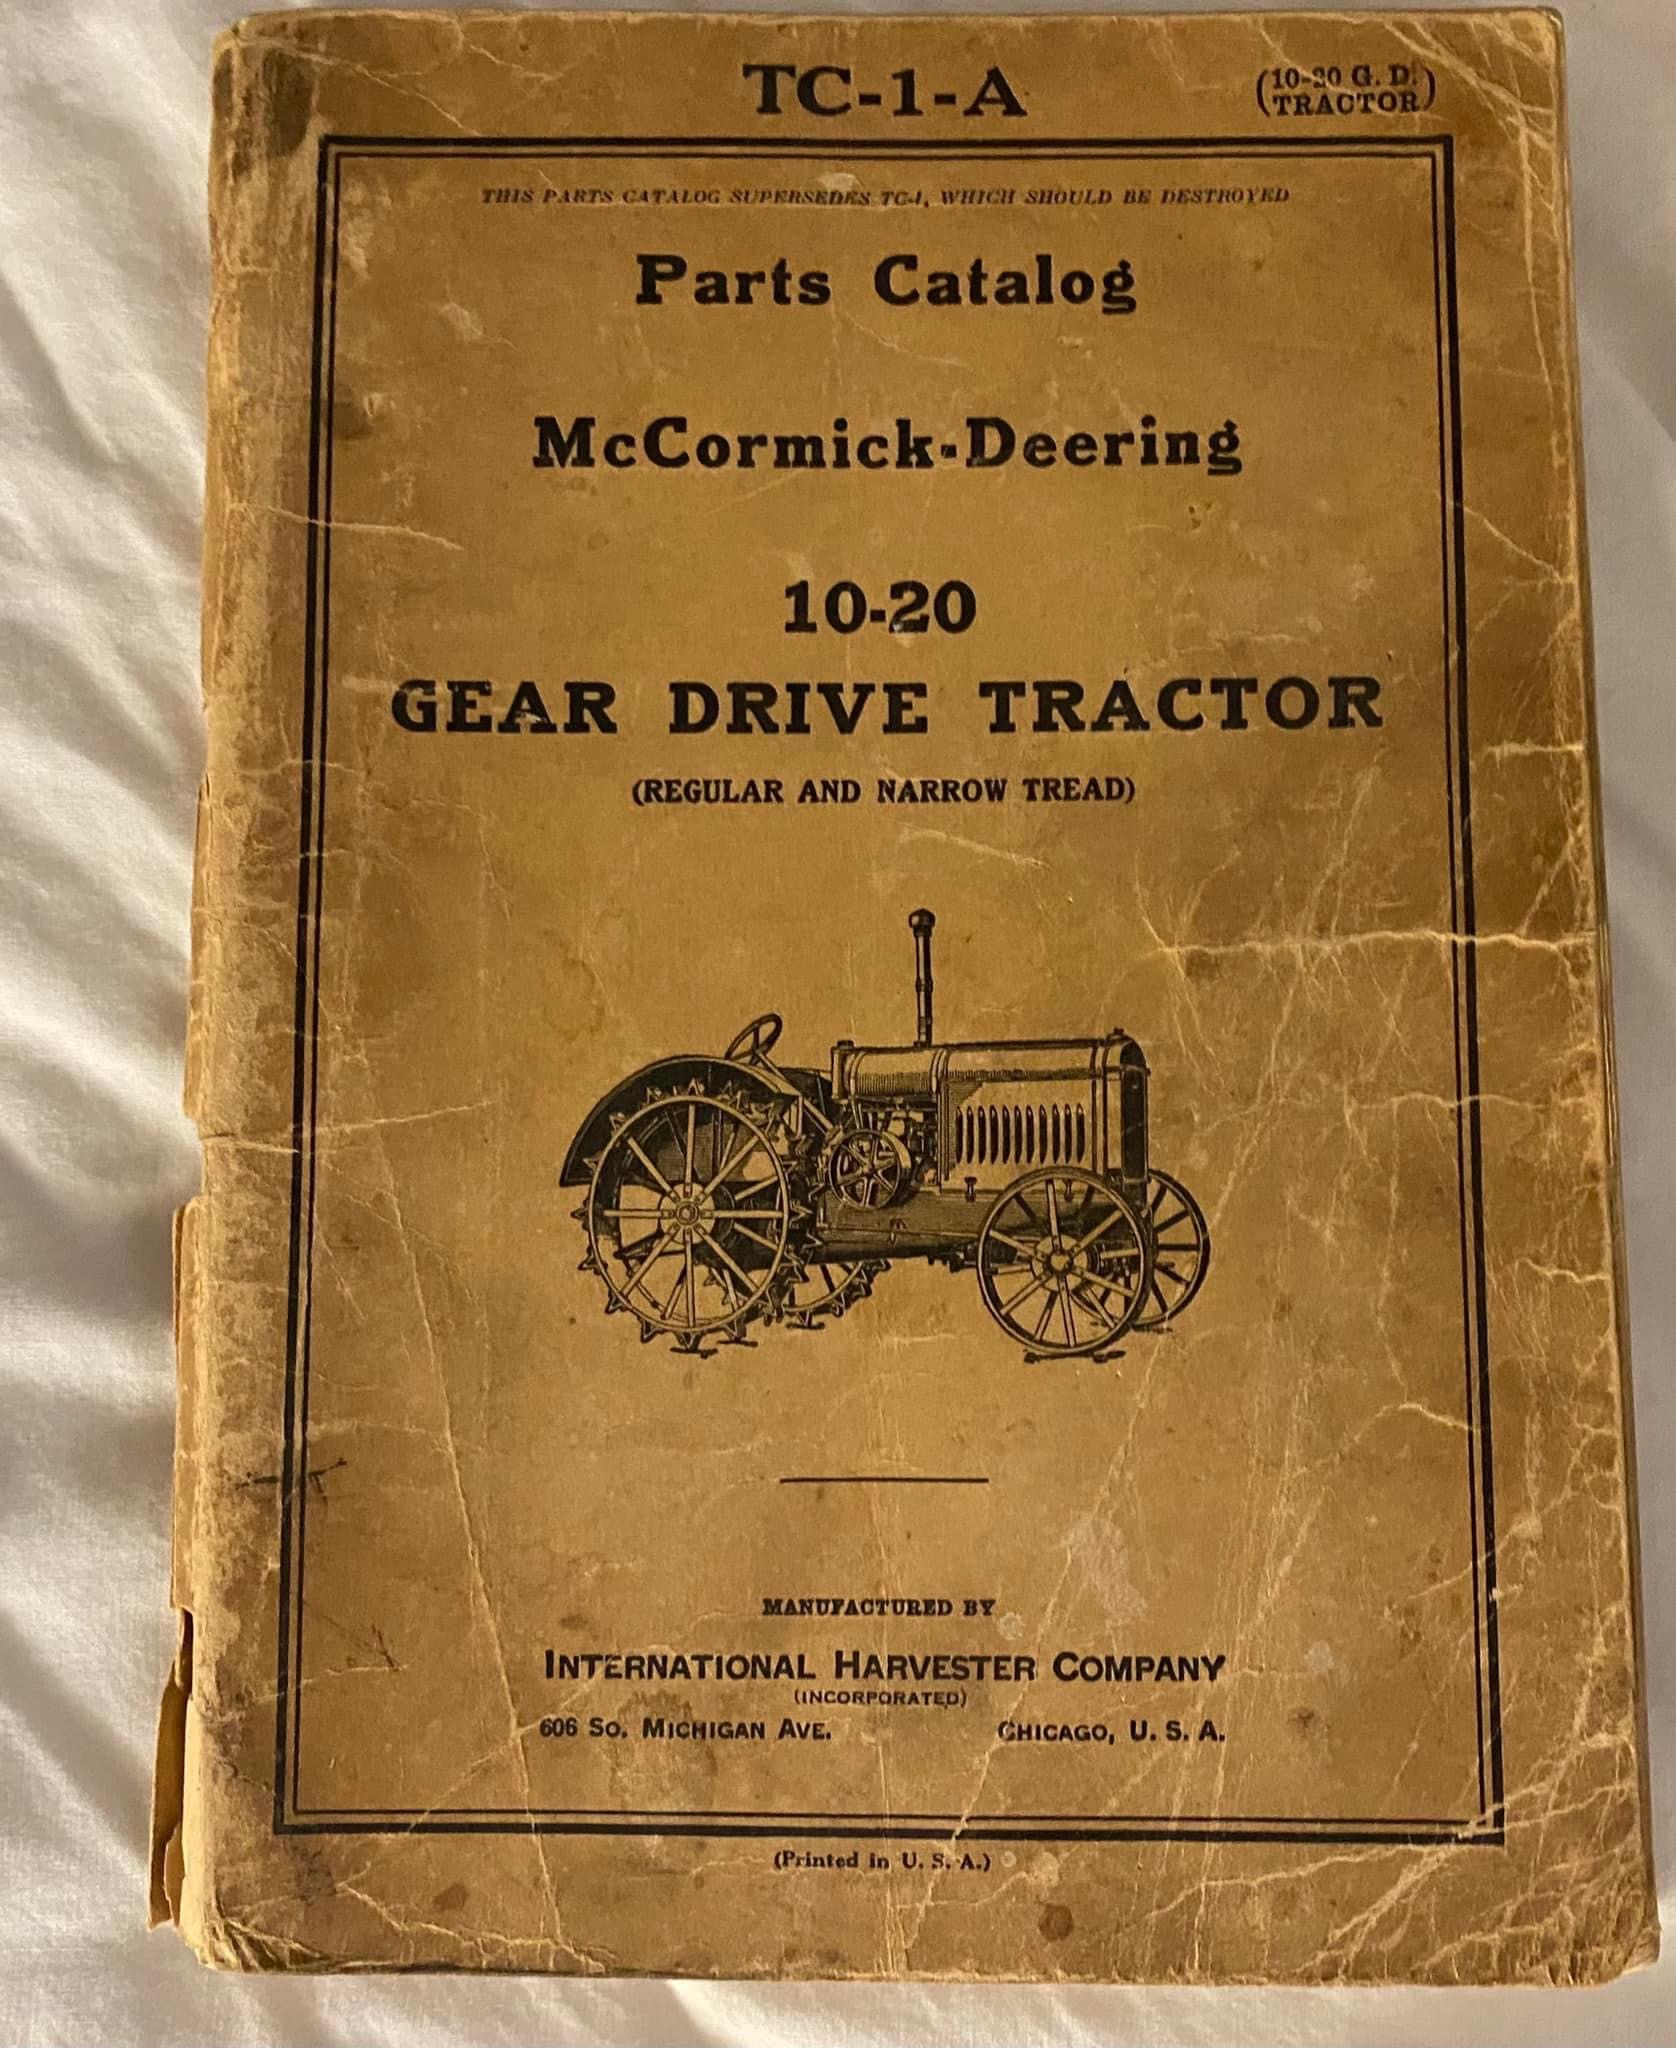 TC-1-A
(10-20 G. D. TRACTOR)
THIS PARTS CATALOG SUPERSEDES TC-1, WHICH SHOULD BE DESTROYED
Parts Catalog
McCormick-Deering
10-20
GEAR DRIVE TRACTOR
(REGULAR AND NARROW TREAD)
MANUFACTURED BY
INTERNATIONAL HARVESTER COMPANY
(INCORPORATED)
606 SO. MICHIGAN AVE. CHICAGO, U. S. A.
(Printed in U. S. A.)